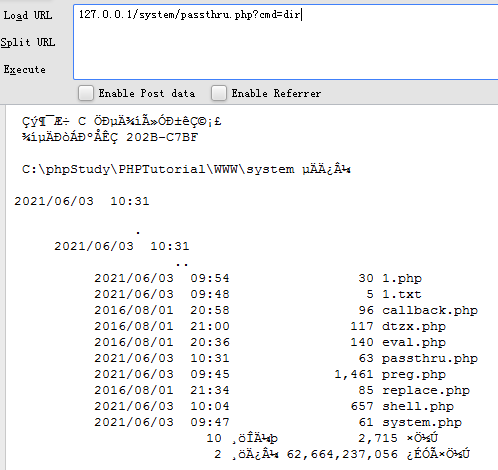 Load URL
127.0.0.1/system/passthru.php?cmd=dir
Split URL
Execute
Enable Post data Enable Referrer
Çý¶¯Æ÷ C ÖÐµÄ¾íÃ»ÓÐ±êÇ©¡£
¾íµÄÐòÁÐºÅÊÇ 202B-C7BF
C:\phpStudy\PHPTutorial\WWW\system µÄÄ¿Â¼
2021/06/03 10:31
.
2021/06/03 10:31
..
2021/06/03 09:54 30 1.php
2021/06/03 09:48 5 1.txt
2016/08/01 20:58 96 callback.php
2016/08/01 21:00 117 dtzx.php
2016/08/01 20:36 140 eval.php
2021/06/03 10:31 63 passthru.php
2021/06/03 09:45 1,461 preg.php
2016/08/01 21:34 85 replace.php
2021/06/03 10:04 657 shell.php
2021/06/03 09:47 61 system.php
10 ¸öÎÄ¼þ 2,715 ×Ö½Ú
2 ¸öÄ¿Â¼ 62,664,237,056 ¿ÉÓÃ×Ö½Ú